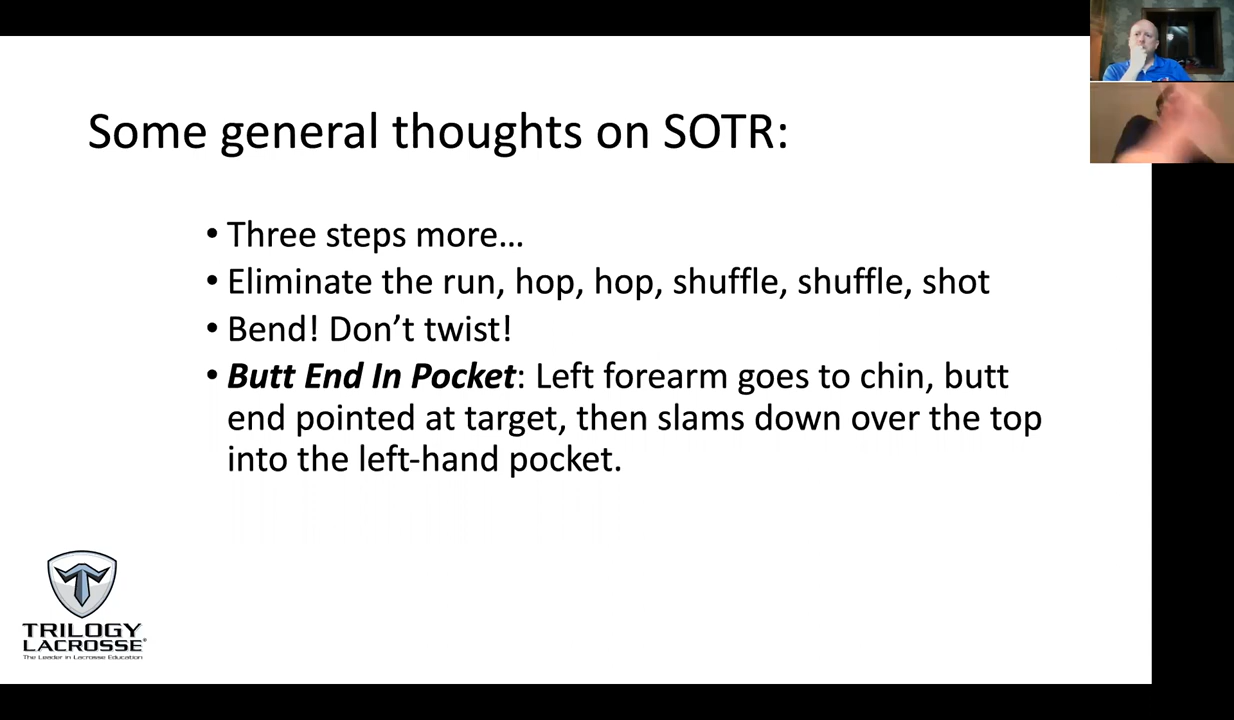 Some general thoughts on SOTR:
• Three steps more...
• Eliminate the run, hop, hop, shuffle, shuffle, shot
• Bend! Don’t twist!
• Butt End In Pocket: Left forearm goes to chin, butt
end pointed at target, then slams down over the top
into the left-hand pocket.
TRILOGY
LACROSSE®
The Leader in Lacrosse Education